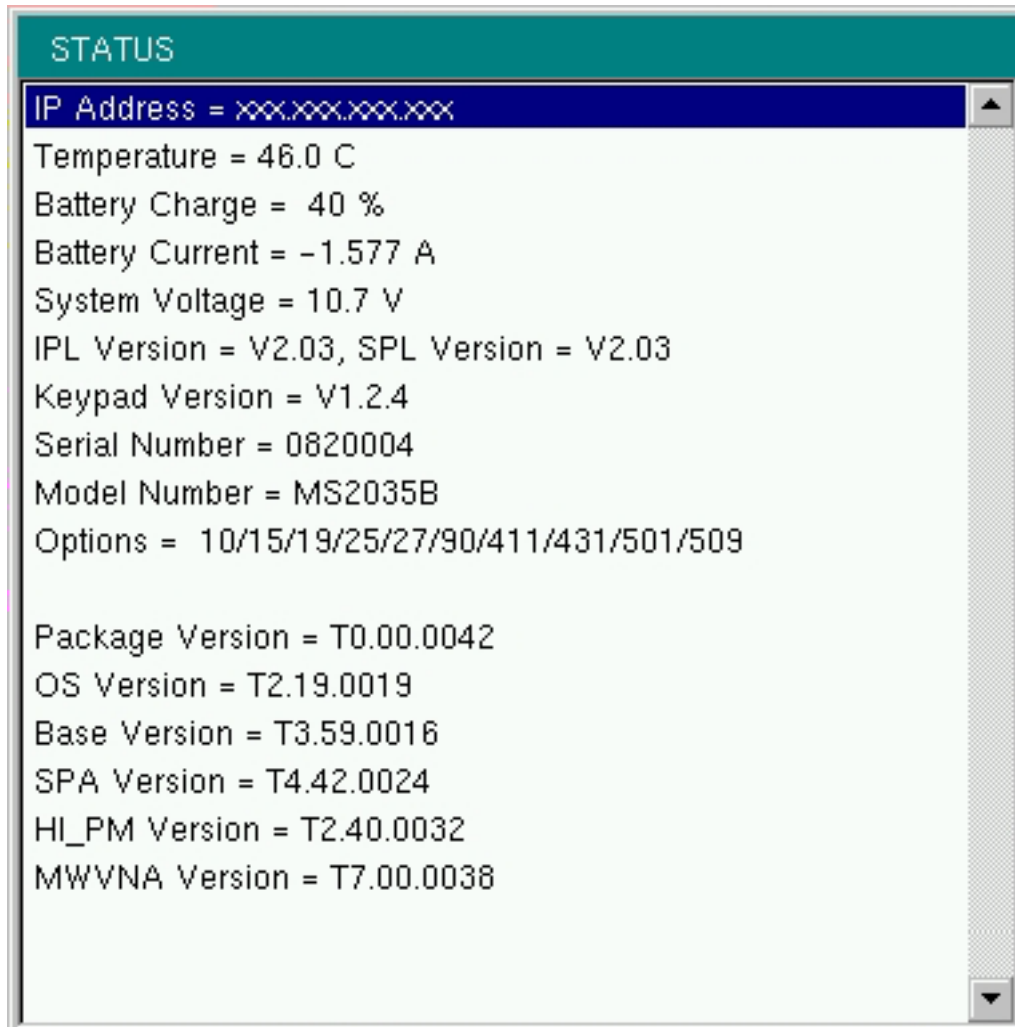 STATUS
IP Address = xxx.xxx.xxx.xxx
Temperature = 46.0 C
Battery Charge =  40 %
Battery Current = −1.577 A
System Voltage = 10.7 V
IPL Version = V2.03, SPL Version = V2.03
Keypad Version = V1.2.4
Serial Number = 0820004
Model Number = MS2035B
Options =  10/15/19/25/27/90/411/431/501/509
Package Version = T0.00.0042
OS Version = T2.19.0019
Base Version = T3.59.0016
SPA Version = T4.42.0024
HI_PM Version = T2.40.0032
MWVNA Version = T7.00.0038